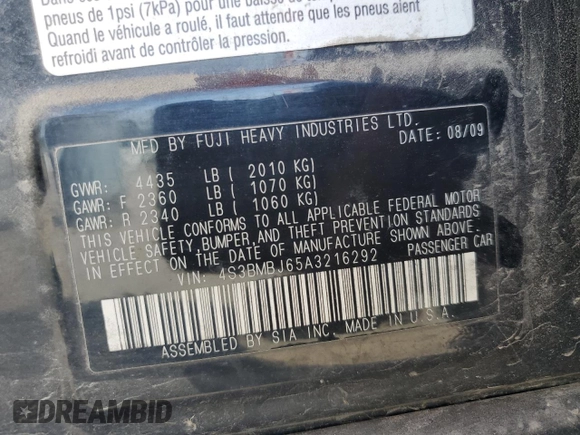 pneus de 1psi (7kPa) pour une baisse de
Quand le véhicule a roulé, il faut attendre que les pneus aient
refroidi avant de contrôler la pression.
MFD BY FUJI HEAVY INDUSTRIES LTD.
DATE: 08/09
GVWR: 4435 LB ( 2010 KG)
GAWR: F 2360 LB ( 1070 KG)
GAWR: R 2340 LB ( 1060 KG)
THIS VEHICLE CONFORMS TO ALL APPLICABLE FEDERAL MOTOR
VEHICLE SAFETY, BUMPER, AND THEFT PREVENTION STANDARDS
IN EFFECT ON THE DATE OF MANUFACTURE SHOWN ABOVE.
VIN: 4S3BMBJ65A3216292 PASSENGER CAR
ASSEMBLED BY SIA INC. MADE IN U.S.A.
DREAMBID